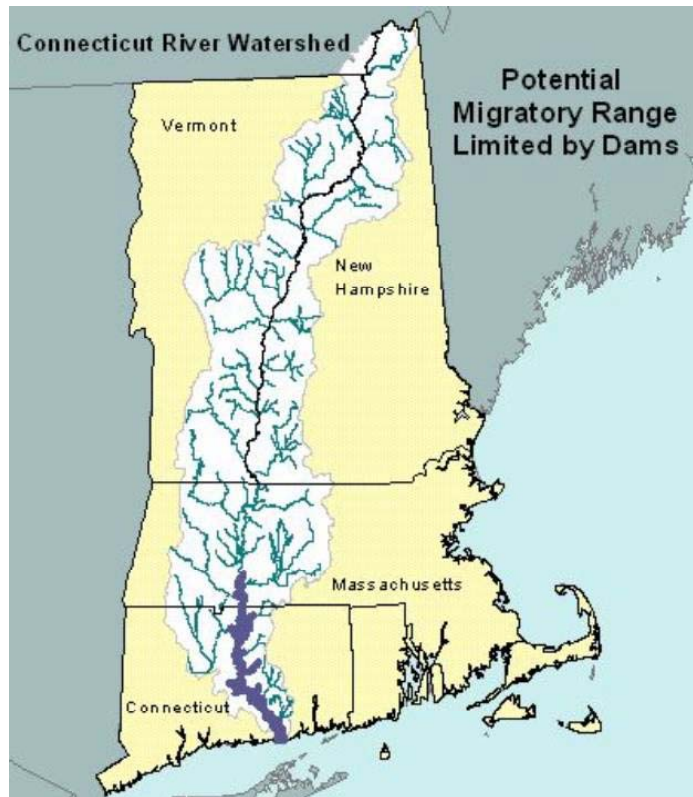 Connecticut River Watershed
Potential
Migratory Range
Limited by Dams
Vermont
New
Hampshire
Massachusetts
Connecticut